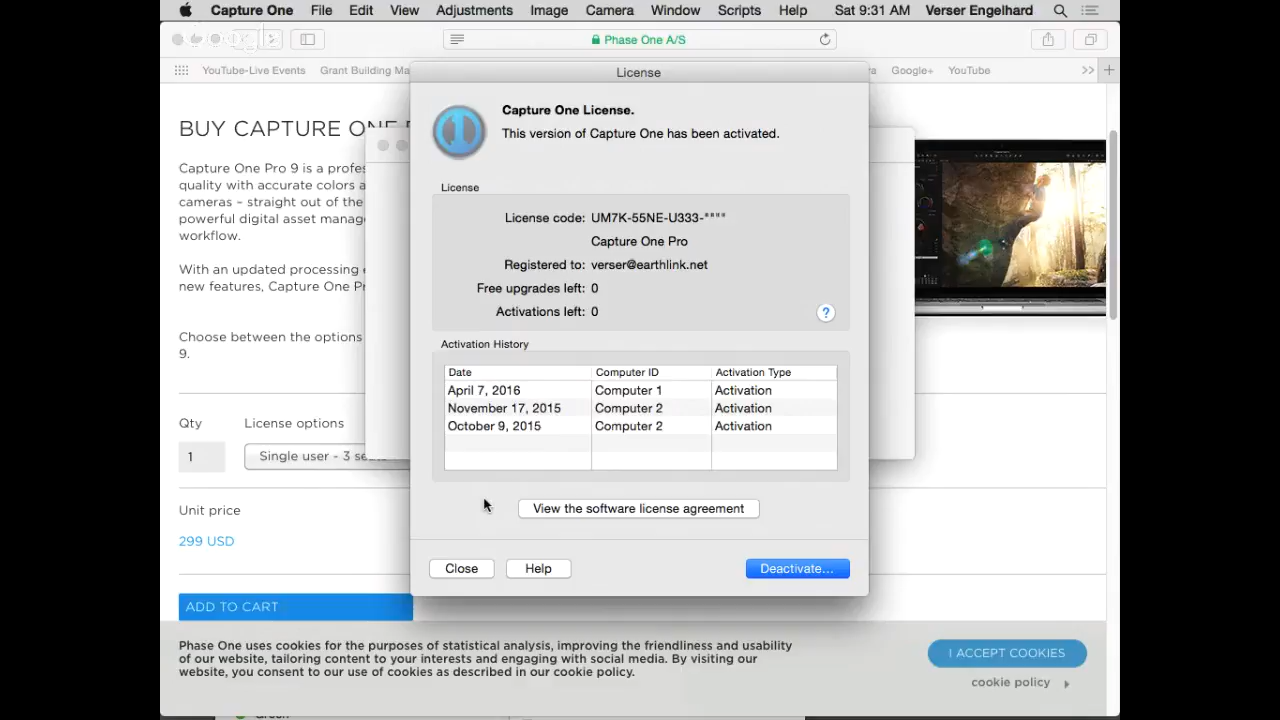 Capture One File Edit View Adjustments Image Camera Window Scripts Help Sat 9:31 AM Verser Engelhard
Phase One A/S
YouTube-Live Events Grant Building Ma Google+ YouTube >> +
License
Capture One License.
This version of Capture One has been activated.
BUY CAPTURE ONE
Capture One Pro 9 is a profes
quality with accurate colors a
cameras – straight out of the
powerful digital asset manag
workflow.
With an updated processing e
new features, Capture One Pr
Choose between the options
9.
License
License code: UM7K-55NE-U333-****
Capture One Pro
Registered to: verser@earthlink.net
Free upgrades left: 0
Activations left: 0
?
Activation History
Date Computer ID Activation Type
April 7, 2016 Computer 1 Activation
November 17, 2015 Computer 2 Activation
October 9, 2015 Computer 2 Activation
Qty License options
1 Single user - 3 se
View the software license agreement
Unit price
299 USD
Close Help Deactivate...
ADD TO CART
Phase One uses cookies for the purposes of statistical analysis, improving the friendliness and usability
of our website, tailoring content to your interests and engaging with social media. By visiting our
website, you consent to our use of cookies as described in our cookie policy.
I ACCEPT COOKIES
cookie policy
Green